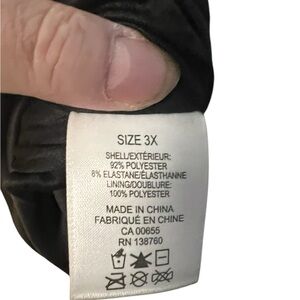 SIZE 3X
SHELL/EXTÉRIEUR:
92% POLYESTER
8% ELASTANE/ÉLASTHANNE
LINING/DOUBLURE:
100% POLYESTER
MADE IN CHINA
FABRIQUÉ EN CHINE
CA 00655
RN 138760